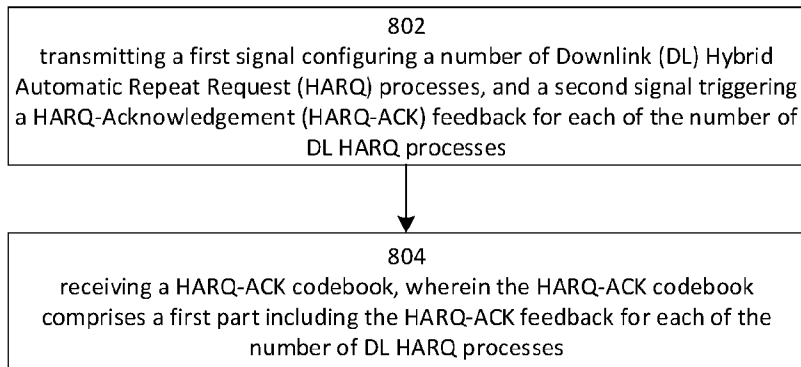 802
transmitting a first signal configuring a number of Downlink (DL) Hybrid
Automatic Repeat Request (HARQ) processes, and a second signal triggering
a HARQ-Acknowledgement (HARQ-ACK) feedback for each of the number of
DL HARQ processes
804
receiving a HARQ-ACK codebook, wherein the HARQ-ACK codebook
comprises a first part including the HARQ-ACK feedback for each of the
number of DL HARQ processes